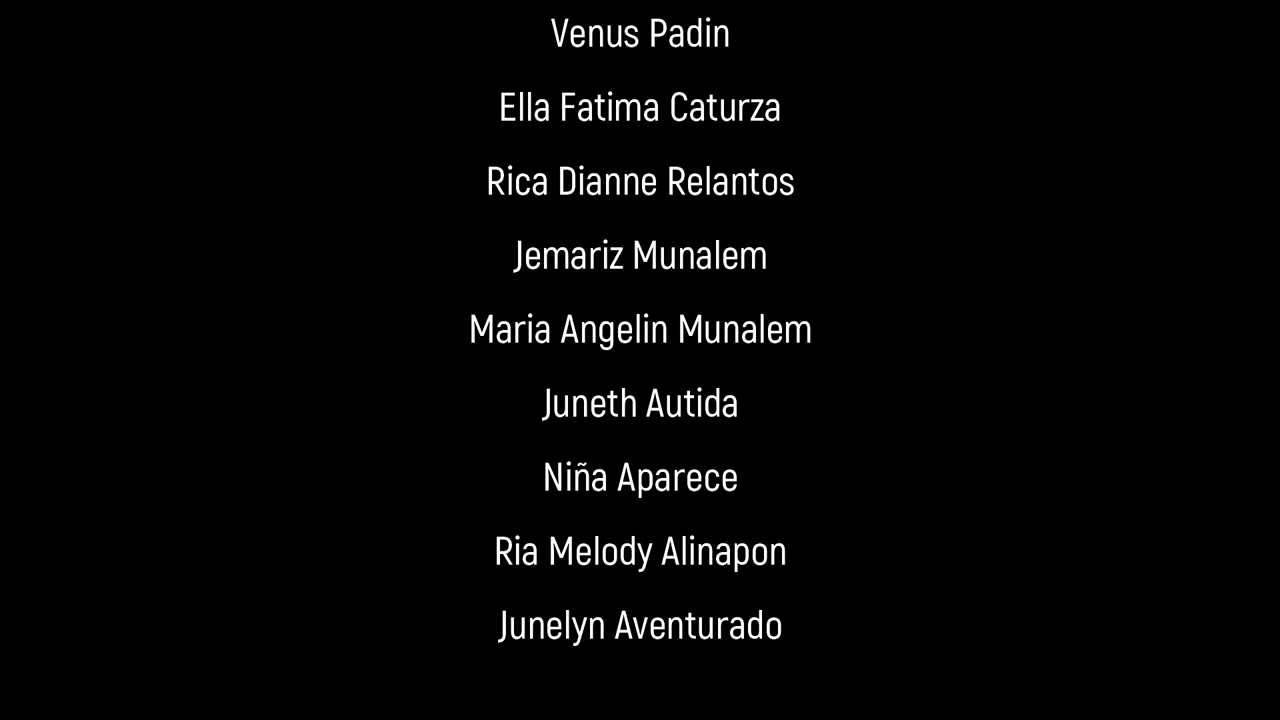 Venus Padin
Ella Fatima Caturza
Rica Dianne Relantos
Jemariz Munalem
Maria Angelin Munalem
Juneth Autida
Niña Aparece
Ria Melody Alinapon
Junelyn Aventurado